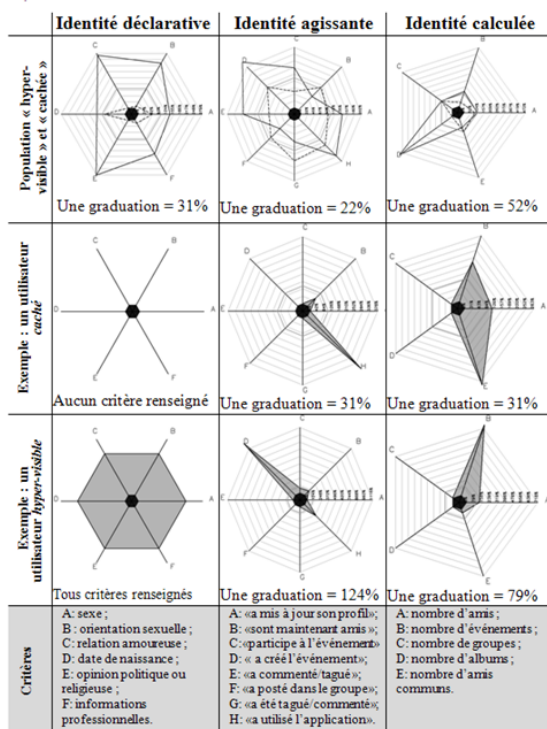 Identité déclarative
Identité agissante
Identité calculée
Population « hyper-
visible » et « cachée »
C
B
D
A
E
F
Une graduation = 31%
C
D
B
E
A
F
H
G
Une graduation = 22%
B
C
A
D
E
Une graduation = 52%
Exemple : un utilisateur
caché
C
B
D
A
E
F
Aucun critère renseigné
C
D
B
E
A
F
H
G
Une graduation = 31%
B
C
A
D
E
Une graduation = 31%
Exemple : un
utilisateur hyper-visible
C
B
D
A
E
F
Tous critères renseignés
C
D
B
E
A
F
H
G
Une graduation = 124%
B
C
A
D
E
Une graduation = 79%
Critères
A: sexe ;
B : orientation sexuelle ;
C: relation amoureuse ;
D: date de naissance ;
E: opinion politique ou
religieuse ;
F: informations
professionnelles.
A: «a mis à jour son profil»;
B: «sont maintenant amis »;
C: «participe à l'événement»
D: « a créé l'événement»;
E: «a commenté/tagué»;
F: «a posté dans le groupe»;
G: «a été tagué/commenté»;
H: «a utilisé l'application».
A: nombre d'amis ;
B: nombre d'événements ;
C: nombre de groupes ;
D: nombre d'albums ;
E: nombre d'amis
communs.